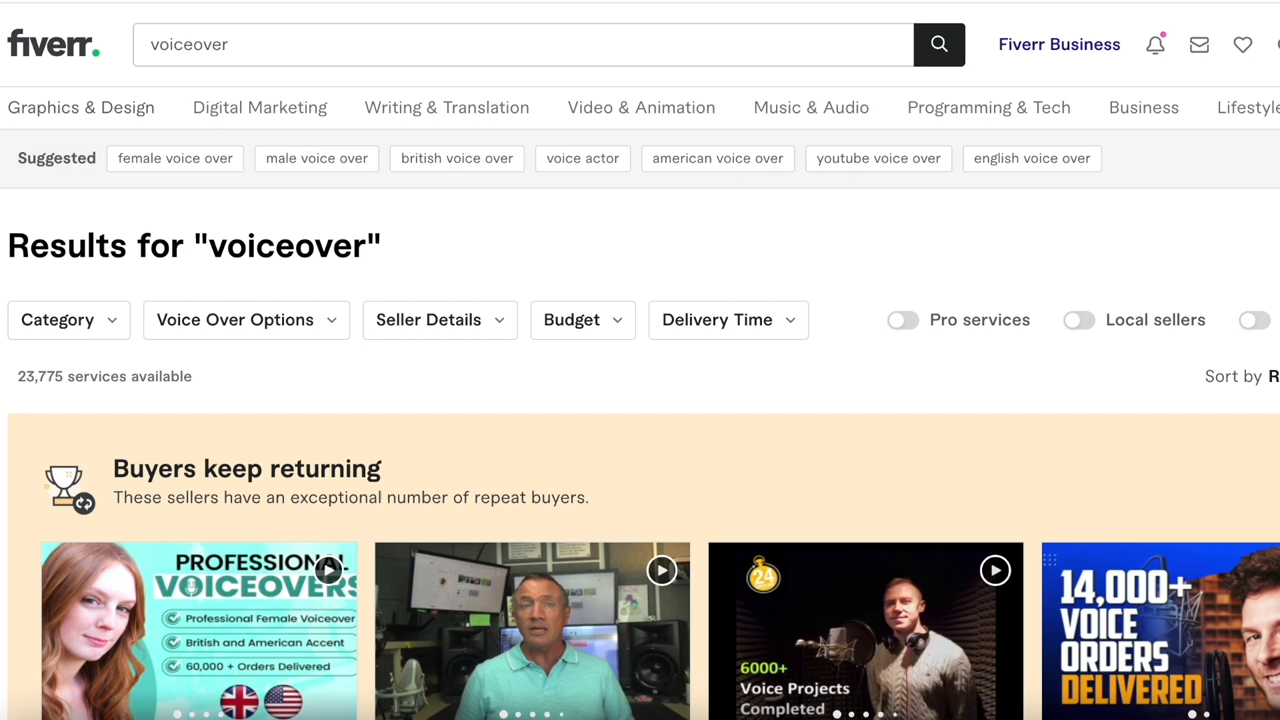 fiverr.
voiceover
Fiverr Business
Graphics & Design
Digital Marketing
Writing & Translation
Video & Animation
Music & Audio
Programming & Tech
Business
Lifestyle
Suggested
female voice over
male voice over
british voice over
voice actor
american voice over
youtube voice over
english voice over
Results for "voiceover"
Category
Voice Over Options
Seller Details
Budget
Delivery Time
Pro services
Local sellers
23,775 services available
Sort by R
Buyers keep returning
These sellers have an exceptional number of repeat buyers.
PROFESSIONAL
VOICEOVERS
Professional Female Voiceover
British and American Accent
60,000 + Orders Delivered
24
6000+
Voice Projects
Completed
14,000+
VOICE
ORDERS
DELIVERED